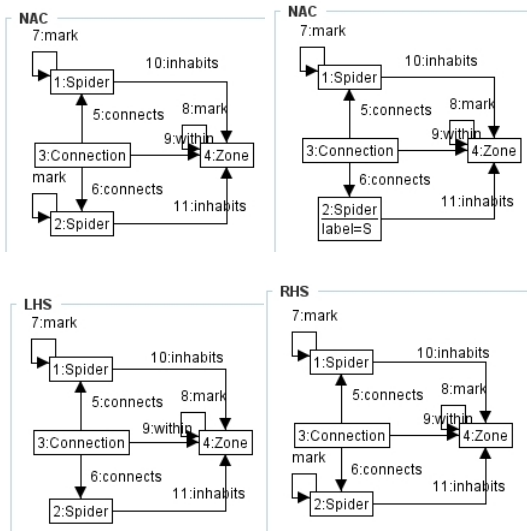 NAC
7:mark
1:Spider
10:inhabits
5:connects
8:mark
9:within
3:Connection
4:Zone
mark
6:connects
11:inhabits
2:Spider
NAC
7:mark
1:Spider
10:inhabits
5:connects
8:mark
9:within
3:Connection
4:Zone
6:connects
2:Spider
11:inhabits
label=S
LHS
7:mark
1:Spider
10:inhabits
5:connects
8:mark
9:within
3:Connection
4:Zone
6:connects
11:inhabits
2:Spider
RHS
7:mark
1:Spider
10:inhabits
5:connects
8:mark
9:within
3:Connection
4:Zone
mark
6:connects
11:inhabits
2:Spider